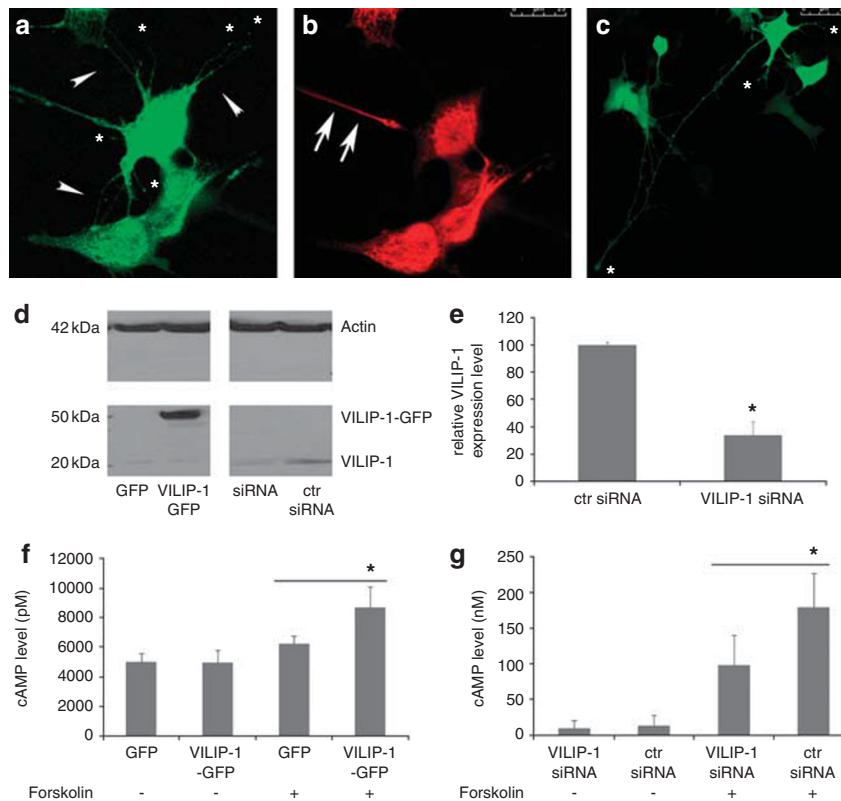 a
b
c
* * *
*
*
*
*
*
d
42 kDa
Actin
50 kDa
VILIP-1-GFP
20 kDa
VILIP-1
GFP VILIP-1 siRNA ctr
GFP siRNA
e
relative VILIP-1
expression level
120
100
80
60
40
20
0
*
ctr siRNA VILIP-1 siRNA
f
cAMP level (pM)
12000
10000
8000
6000
4000
2000
0
*
GFP VILIP-1 GFP VILIP-1
-GFP -GFP
Forskolin - - + +
g
cAMP level (nM)
250
200
150
100
50
0
*
VILIP-1 ctr VILIP-1 ctr
siRNA siRNA siRNA siRNA
Forskolin - - + +